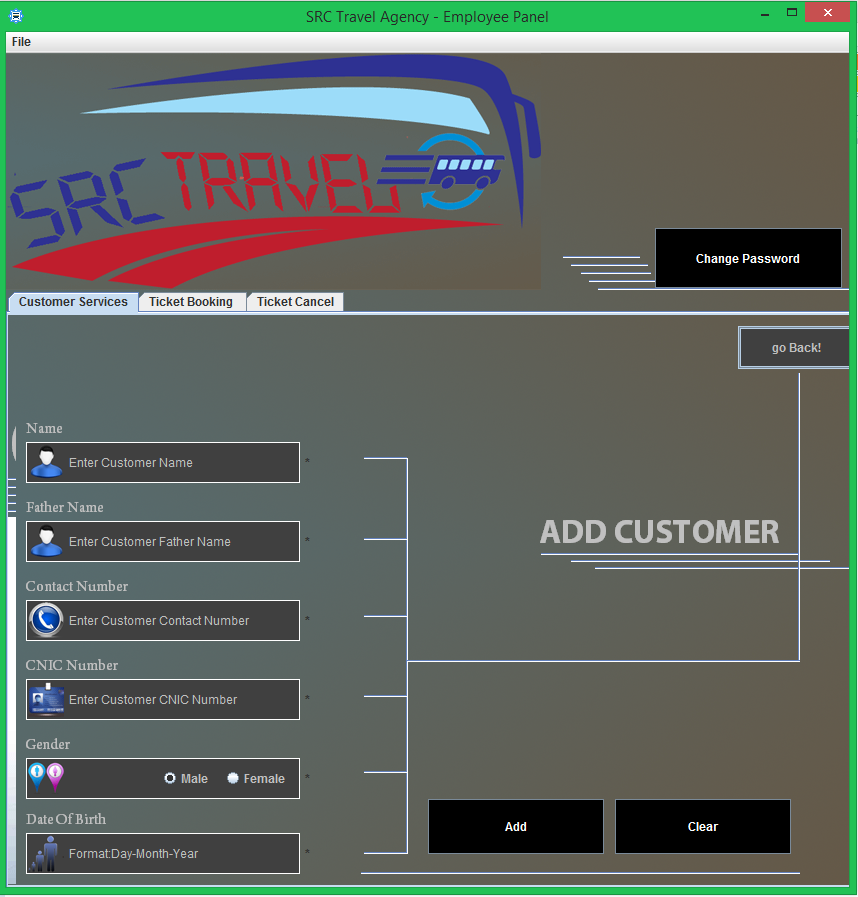 SRC Travel Agency - Employee Panel
File
SRC TRAVEL
Change Password
Customer Services Ticket Booking Ticket Cancel
go Back!
Name
Enter Customer Name *
Father Name
Enter Customer Father Name *
ADD CUSTOMER
Contact Number
Enter Customer Contact Number *
CNIC Number
Enter Customer CNIC Number *
Gender
Male Female *
Date Of Birth
Format:Day-Month-Year *
Add Clear